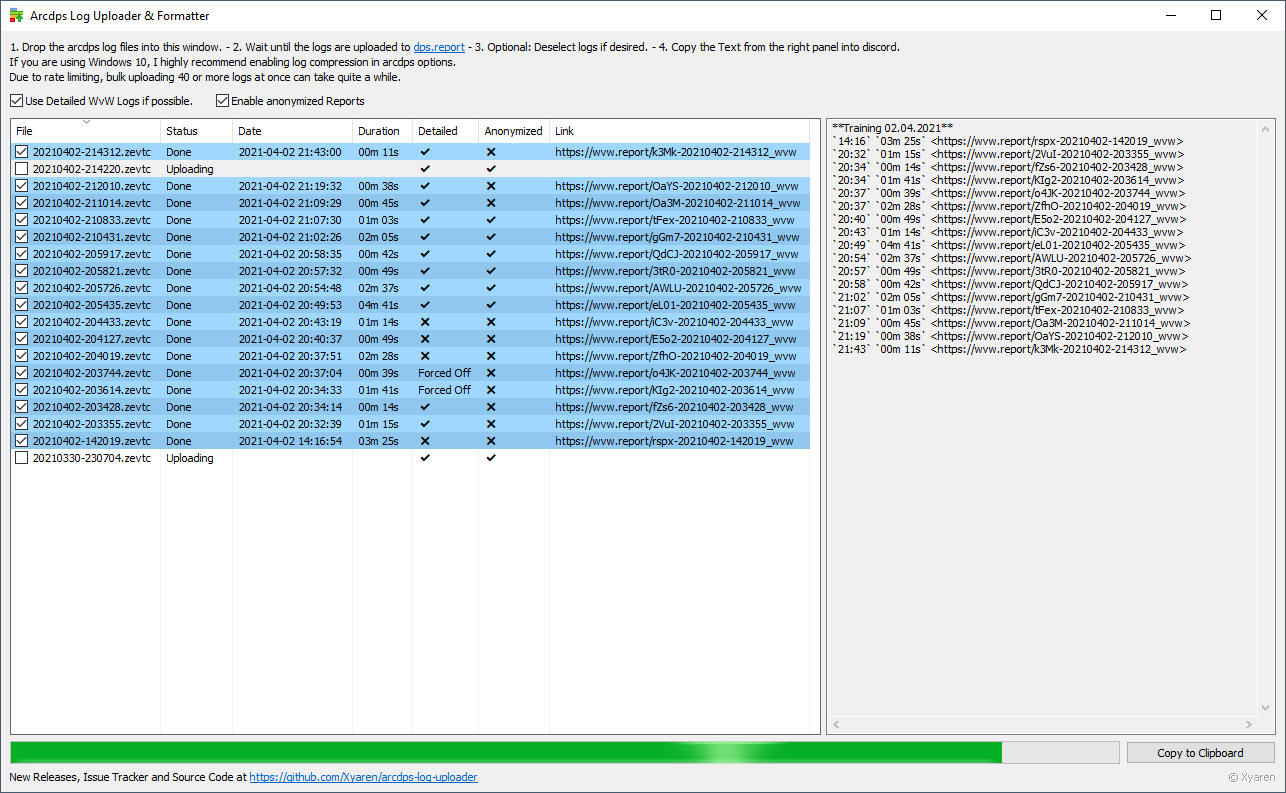 Arcdps Log Uploader & Formatter
1. Drop the arcdps log files into this window. - 2. Wait until the logs are uploaded to dps.report - 3. Optional: Deselect logs if desired. - 4. Copy the Text from the right panel into discord.
If you are using Windows 10, I highly recommend enabling log compression in arcdps options.
Due to rate limiting, bulk uploading 40 or more logs at once can take quite a while.
Use Detailed WvW Logs if possible. Enable anonymized Reports
File Status Date Duration Detailed Anonymized Link
20210402-214312.zevtc Done 2021-04-02 21:43:00 00m 11s ✔ ✖ https://wvw.report/k3Mk-20210402-214312_wvw
20210402-214220.zevtc Uploading ✔ ✔
20210402-212010.zevtc Done 2021-04-02 21:19:32 00m 38s ✔ ✖ https://wvw.report/OaYS-20210402-212010_wvw
20210402-211014.zevtc Done 2021-04-02 21:09:29 00m 45s ✔ ✖ https://wvw.report/Oa3M-20210402-211014_wvw
20210402-210833.zevtc Done 2021-04-02 21:07:30 01m 03s ✔ ✔ https://wvw.report/tFex-20210402-210833_wvw
20210402-210431.zevtc Done 2021-04-02 21:02:26 02m 05s ✔ ✔ https://wvw.report/gGm7-20210402-210431_wvw
20210402-205917.zevtc Done 2021-04-02 20:58:35 00m 42s ✔ ✔ https://wvw.report/QdCJ-20210402-205917_wvw
20210402-205821.zevtc Done 2021-04-02 20:57:32 00m 49s ✔ ✔ https://wvw.report/3tR0-20210402-205821_wvw
20210402-205726.zevtc Done 2021-04-02 20:54:48 02m 37s ✔ ✔ https://wvw.report/AWLU-20210402-205726_wvw
20210402-205435.zevtc Done 2021-04-02 20:49:53 04m 41s ✔ ✔ https://wvw.report/eL01-20210402-205435_wvw
20210402-204433.zevtc Done 2021-04-02 20:43:19 01m 14s ✖ ✖ https://wvw.report/iC3v-20210402-204433_wvw
20210402-204127.zevtc Done 2021-04-02 20:40:37 00m 49s ✖ ✖ https://wvw.report/E5o2-20210402-204127_wvw
20210402-204019.zevtc Done 2021-04-02 20:37:51 02m 28s ✖ ✖ https://wvw.report/ZfhO-20210402-204019_wvw
20210402-203744.zevtc Done 2021-04-02 20:37:04 00m 39s Forced Off ✖ https://wvw.report/o4JK-20210402-203744_wvw
20210402-203614.zevtc Done 2021-04-02 20:34:33 01m 41s Forced Off ✖ https://wvw.report/KIg2-20210402-203614_wvw
20210402-203428.zevtc Done 2021-04-02 20:34:14 00m 14s ✔ ✖ https://wvw.report/fZs6-20210402-203428_wvw
20210402-203355.zevtc Done 2021-04-02 20:32:39 01m 15s ✔ ✖ https://wvw.report/2VuI-20210402-203355_wvw
20210402-142019.zevtc Done 2021-04-02 14:16:54 03m 25s ✖ ✖ https://wvw.report/rspx-20210402-142019_wvw
20210330-230704.zevtc Uploading ✔ ✔
**Training 02.04.2021**
`14:16` `03m 25s` <https://wvw.report/rspx-20210402-142019_wvw>
`20:32` `01m 15s` <https://wvw.report/2VuI-20210402-203355_wvw>
`20:34` `00m 14s` <https://wvw.report/fZs6-20210402-203428_wvw>
`20:34` `01m 41s` <https://wvw.report/KIg2-20210402-203614_wvw>
`20:37` `00m 39s` <https://wvw.report/o4JK-20210402-203744_wvw>
`20:37` `02m 28s` <https://wvw.report/ZfhO-20210402-204019_wvw>
`20:40` `00m 49s` <https://wvw.report/E5o2-20210402-204127_wvw>
`20:43` `01m 14s` <https://wvw.report/iC3v-20210402-204433_wvw>
`20:49` `04m 41s` <https://wvw.report/eL01-20210402-205435_wvw>
`20:54` `02m 37s` <https://wvw.report/AWLU-20210402-205726_wvw>
`20:57` `00m 49s` <https://wvw.report/3tR0-20210402-205821_wvw>
`20:58` `00m 42s` <https://wvw.report/QdCJ-20210402-205917_wvw>
`21:02` `02m 05s` <https://wvw.report/gGm7-20210402-210431_wvw>
`21:07` `01m 03s` <https://wvw.report/tFex-20210402-210833_wvw>
`21:09` `00m 45s` <https://wvw.report/Oa3M-20210402-211014_wvw>
`21:19` `00m 38s` <https://wvw.report/OaYS-20210402-212010_wvw>
`21:43` `00m 11s` <https://wvw.report/k3Mk-20210402-214312_wvw>
Copy to Clipboard
New Releases, Issue Tracker and Source Code at https://github.com/Xyaren/arcdps-log-uploader
© Xyaren